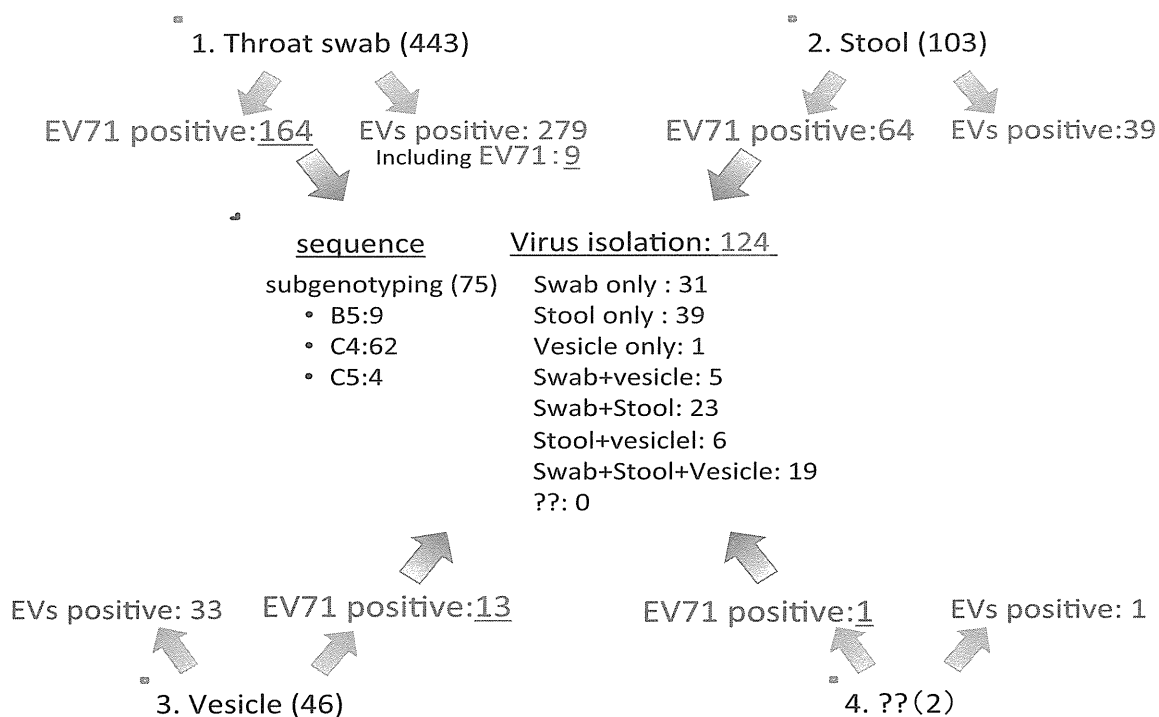 1. Throat swab (443)
2. Stool (103)
EV71 positive:164
EVs positive: 279
Including EV71:9
EV71 positive:64
EVs positive:39
sequence
subgenotyping (75)
• B5:9
• C4:62
• C5:4
Virus isolation: 124
Swab only : 31
Stool only : 39
Vesicle only: 1
Swab+vesicle: 5
Swab+Stool: 23
Stool+vesiclel: 6
Swab+Stool+Vesicle: 19
??: 0
EVs positive: 33
EV71 positive:13
EV71 positive:1
EVs positive: 1
3. Vesicle (46)
4. ??(2)